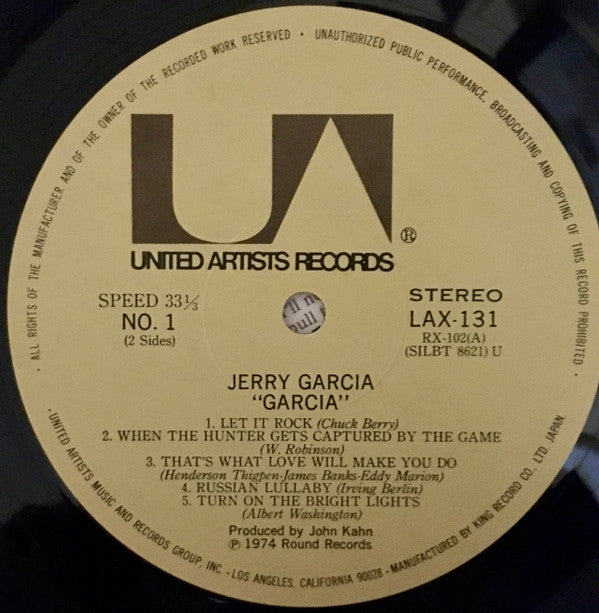 · ALL RIGHTS OF THE MANUFACTURER AND OF THE OWNER OF THE RECORDED WORK RESERVED · UNAUTHORIZED PUBLIC PERFORMANCE, BROADCASTING AND COPYING OF THIS RECORD PROHIBITED ·
UA
®
UNITED ARTISTS RECORDS
SPEED 33⅓
NO. 1
(2 Sides)
STEREO
LAX-131
RX-102(A)
(SILBT 8621) U
JERRY GARCIA
"GARCIA"
1. LET IT ROCK (Chuck Berry)
2. WHEN THE HUNTER GETS CAPTURED BY THE GAME
(W. Robinson)
3. THAT'S WHAT LOVE WILL MAKE YOU DO
(Henderson Thigpen-James Banks-Eddy Marion)
4. RUSSIAN LULLABY (Irving Berlin)
5. TURN ON THE BRIGHT LIGHTS
(Albert Washington)
Produced by John Kahn
℗ 1974 Round Records
· UNITED ARTISTS MUSIC AND RECORDS GROUP, INC. · LOS ANGELES, CALIFORNIA 90028 · MANUFACTURED BY KING RECORD CO., LTD. JAPAN.